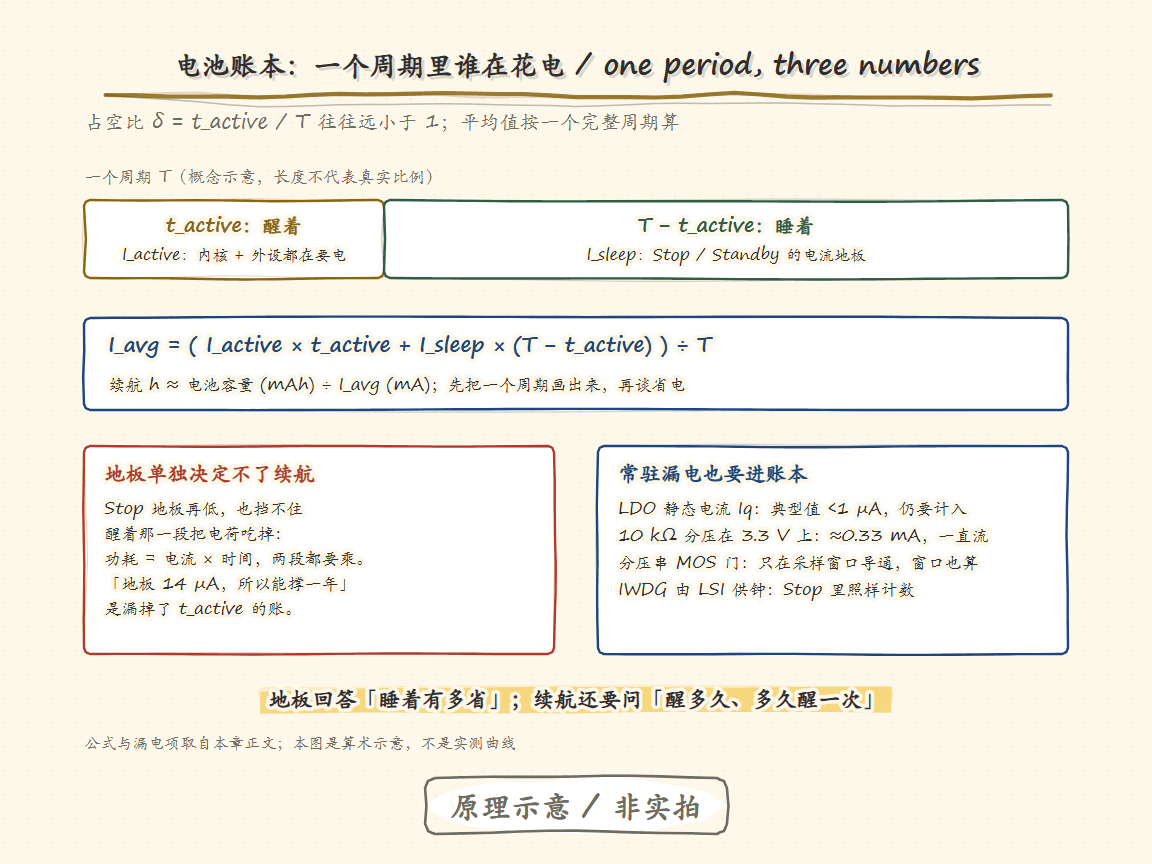 电池账本：一个周期里谁在花电 / one period, three numbers
占空比 δ = t_active / T 往往远小于 1；平均值按一个完整周期算
一个周期 T（概念示意，长度不代表真实比例）
t_active：醒着
I_active：内核 + 外设都在要电
T − t_active：睡着
I_sleep：Stop / Standby 的电流地板
I_avg = ( I_active × t_active + I_sleep × (T − t_active) ) ÷ T
续航 h ≈ 电池容量 (mAh) ÷ I_avg (mA)；先把一个周期画出来，再谈省电
地板单独决定不了续航
Stop 地板再低，也挡不住
醒着那一段把电荷吃掉：
功耗 = 电流 × 时间，两段都要乘。
「地板 14 μA，所以能撑一年」
是漏掉了 t_active 的账。
常驻漏电也要进账本
LDO 静态电流 Iq：典型值 <1 μA，仍要计入
10 kΩ 分压在 3.3 V 上：≈0.33 mA，一直流
分压串 MOS 门：只在采样窗口导通，窗口也算
IWDG 由 LSI 供钟：Stop 里照样计数
地板回答「睡着有多省」；续航还要问「醒多久、多久醒一次」
公式与漏电项取自本章正文；本图是算术示意，不是实测曲线
原理示意 / 非实拍